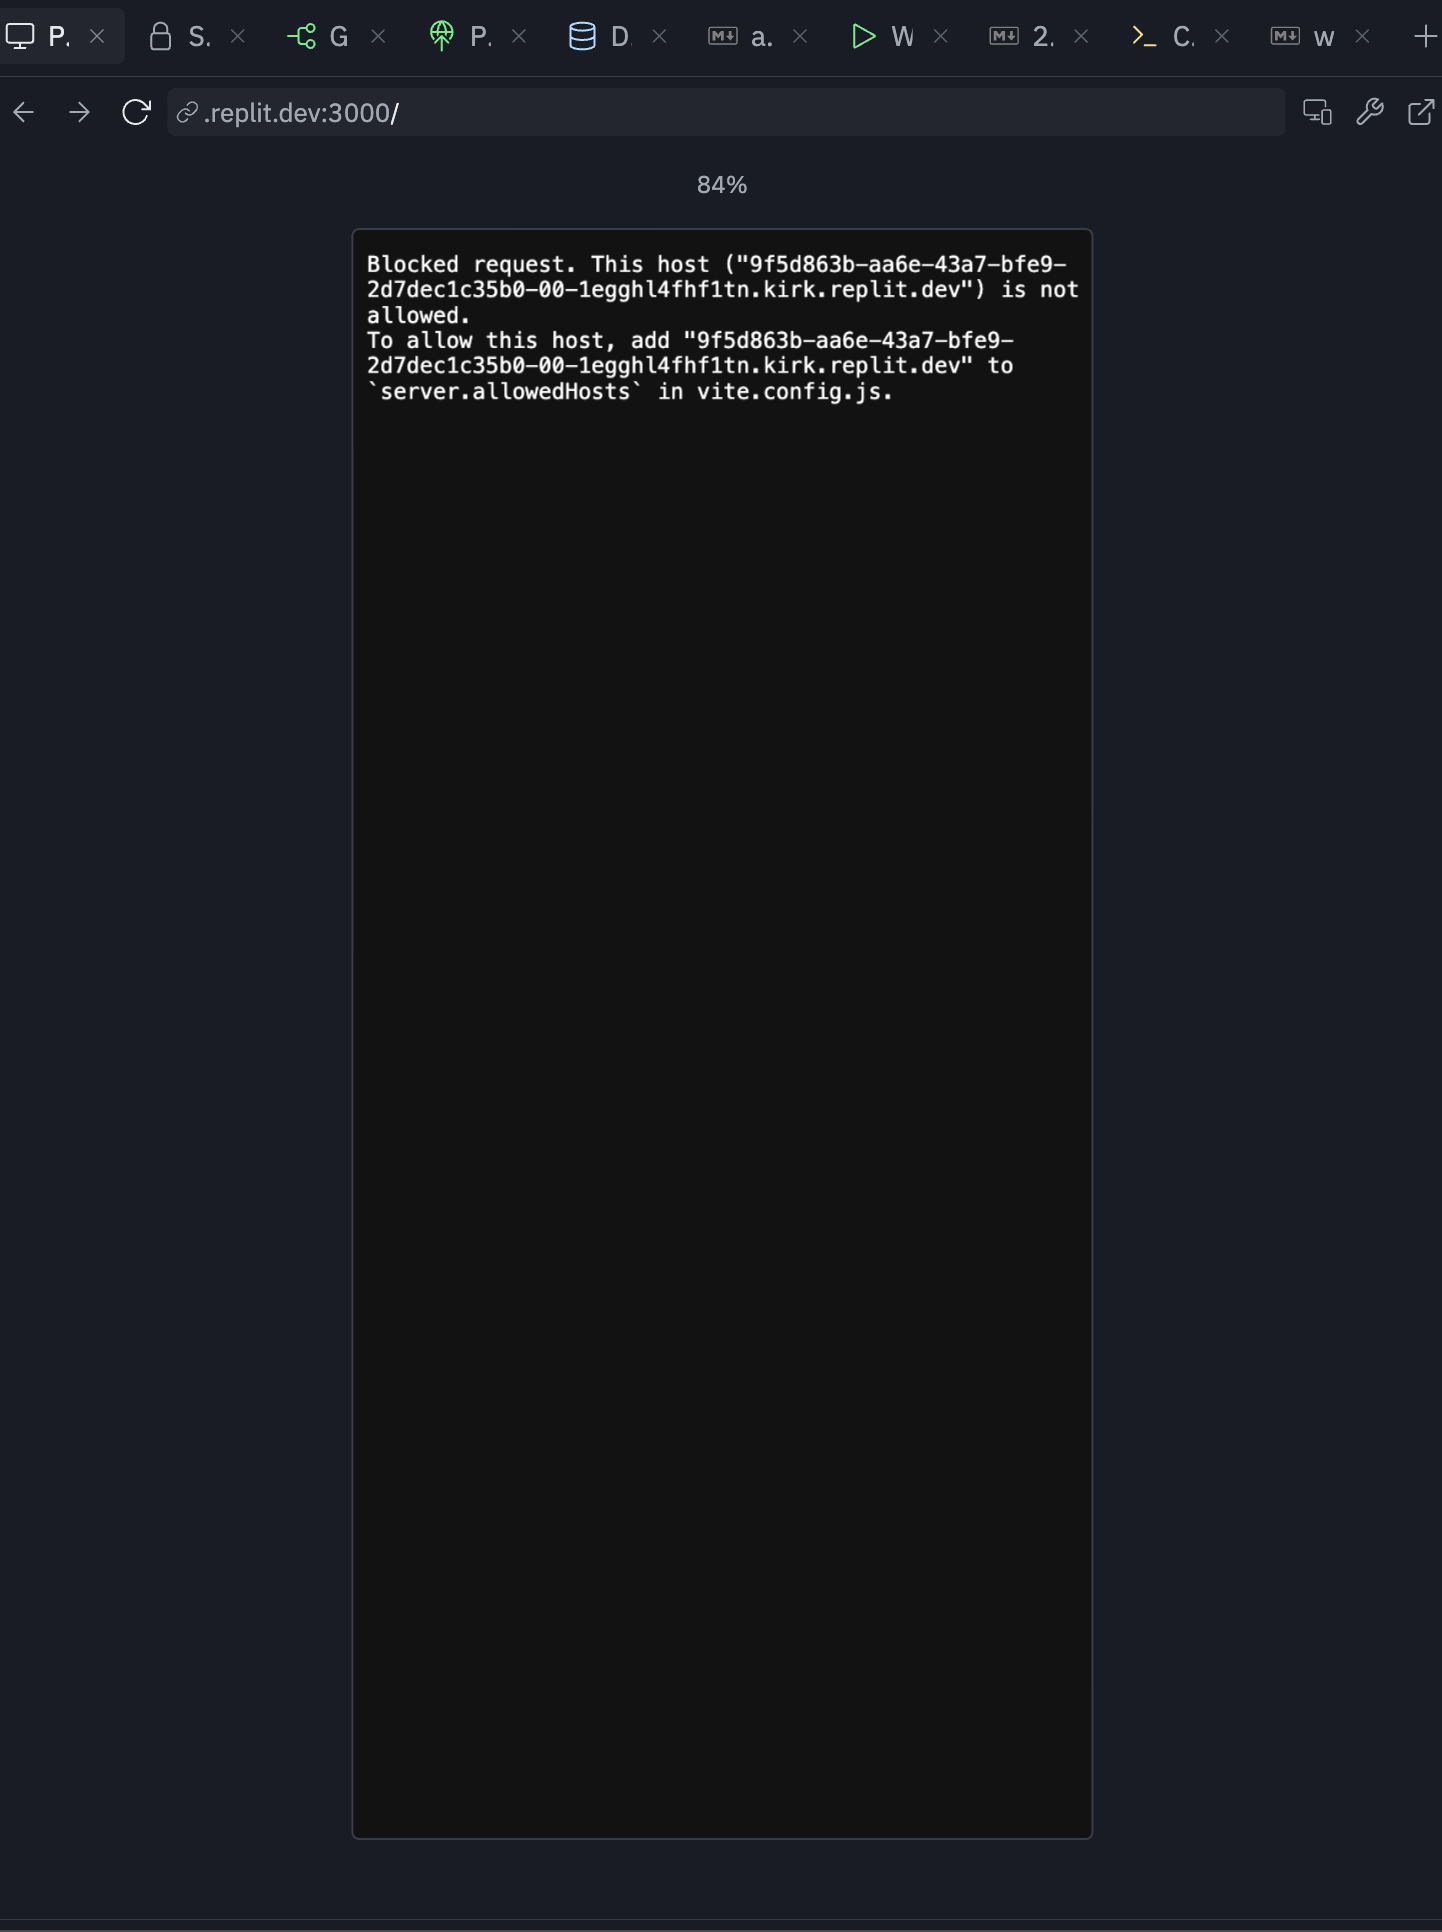 P.
S.
G
P.
D.
a.
W
2.
C.
w
.replit.dev:3000/
84%
Blocked request. This host ("9f5d863b-aa6e-43a7-bfe9-
2d7dec1c35b0-00-1egghl4fhf1tn.kirk.replit.dev") is not
allowed.
To allow this host, add "9f5d863b-aa6e-43a7-bfe9-
2d7dec1c35b0-00-1egghl4fhf1tn.kirk.replit.dev" to
`server.allowedHosts` in vite.config.js.